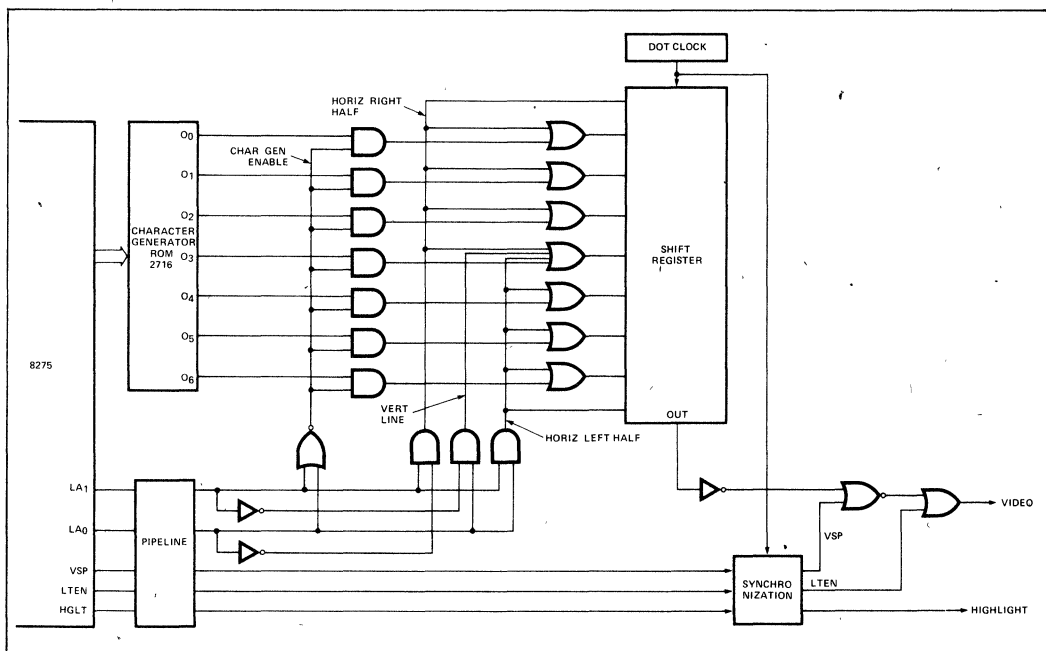 DOT CLOCK
HORIZ RIGHT
HALF
CHAR GEN
ENABLE
O0
O1
O2
O3
O4
O5
O6
CHARACTER
GENERATOR
ROM
2716
SHIFT
REGISTER
OUT
8275
VERT
LINE
HORIZ LEFT HALF
LA1
LA0
VSP
LTEN
HGLT
PIPELINE
VSP
LTEN
SYNCHRO
NIZATION
VIDEO
HIGHLIGHT